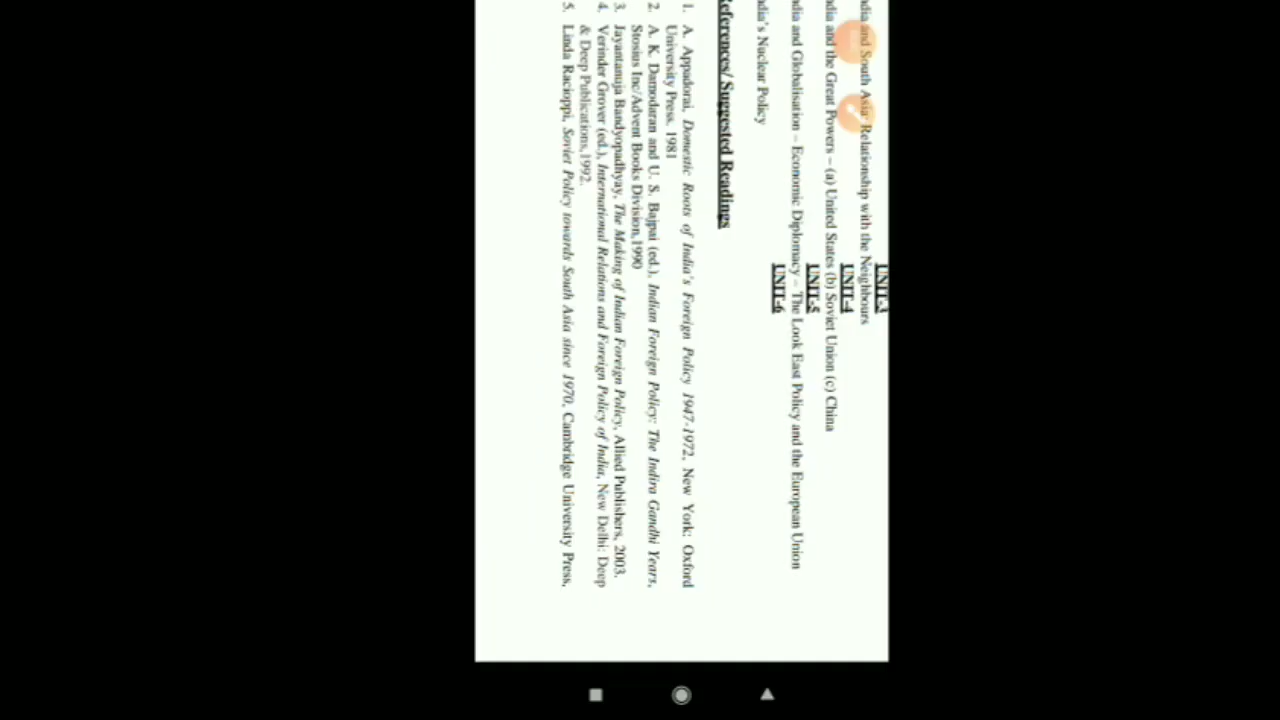 UNIT-3
ndia and South Asia: Relationship with the Neighbours
UNIT-4
ndia and the Great Powers – (a) United States (b) Soviet Union (c) China
UNIT-5
ndia and Globalisation – Economic Diplomacy – The Look East Policy and the European Union
UNIT-6
ndia's Nuclear Policy
References/ Suggested Readings
1. A. Appadorai, Domestic Roots of India's Foreign Policy 1947-1972, New York: Oxford
University Press, 1981
2. A. K. Damodaran and U. S. Bajpai (ed.), Indian Foreign Policy: The Indira Gandhi Years,
Stosius Inc/Advent Books Division,1990
3. Jayantanuja Bandyopadhyay, The Making of Indian Foreign Policy, Allied Publishers, 2003.
4. Verinder Grover (ed.), International Relations and Foreign Policy of India, New Delhi: Deep
& Deep Publications,1992.
5. Linda Racioppi, Soviet Policy towards South Asia since 1970, Cambridge University Press,